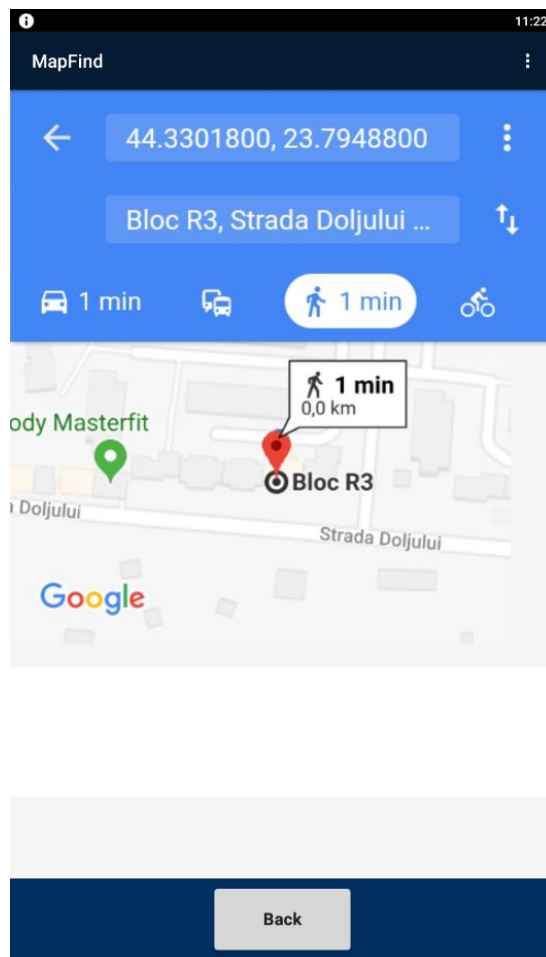 11:22
MapFind
44.3301800, 23.7948800
Bloc R3, Strada Doljului ...
1 min
1 min
1 min
0,0 km
ody Masterfit
Bloc R3
Doljului
Strada Doljului
Google
Back